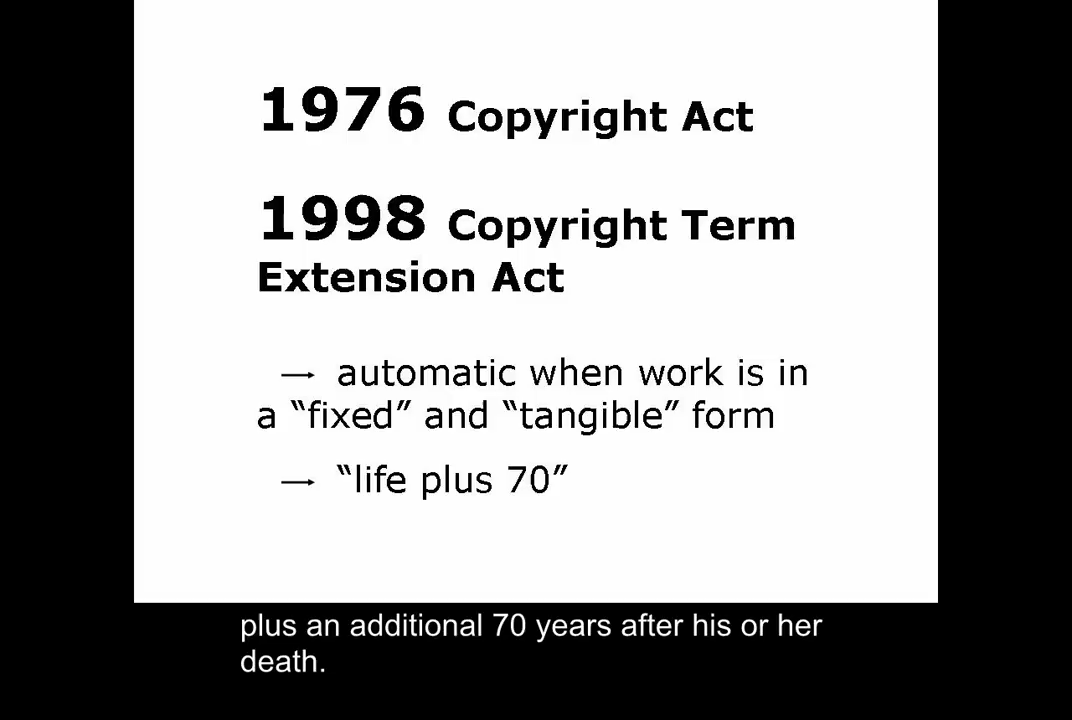 1976 Copyright Act
1998 Copyright Term
Extension Act
→ automatic when work is in
a “fixed” and “tangible” form
→ “life plus 70”
plus an additional 70 years after his or her
death.